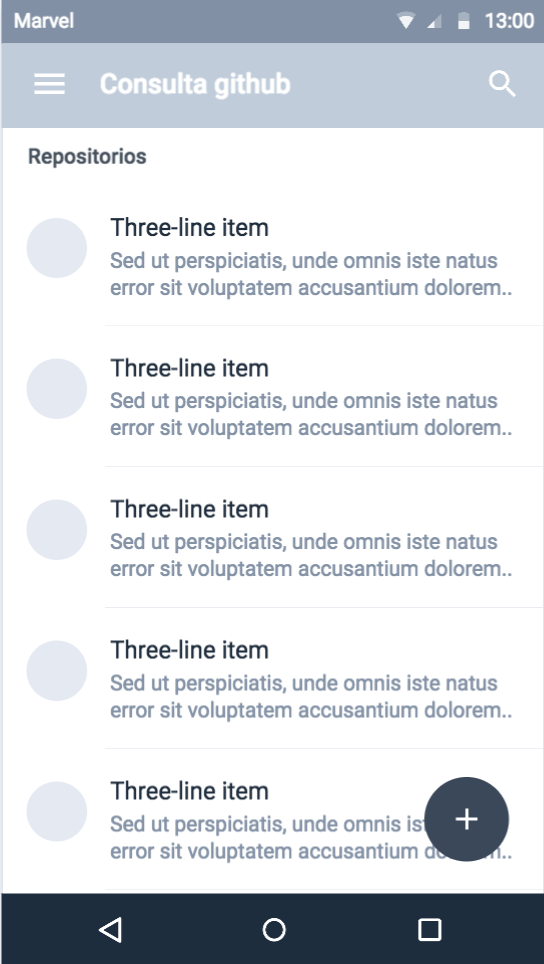 Marvel 13:00
Consulta github
Repositorios
Three-line item
Sed ut perspiciatis, unde omnis iste natus
error sit voluptatem accusantium dolorem..
Three-line item
Sed ut perspiciatis, unde omnis iste natus
error sit voluptatem accusantium dolorem..
Three-line item
Sed ut perspiciatis, unde omnis iste natus
error sit voluptatem accusantium dolorem..
Three-line item
Sed ut perspiciatis, unde omnis iste natus
error sit voluptatem accusantium dolorem..
Three-line item
Sed ut perspiciatis, unde omnis
error sit voluptatem accusantium